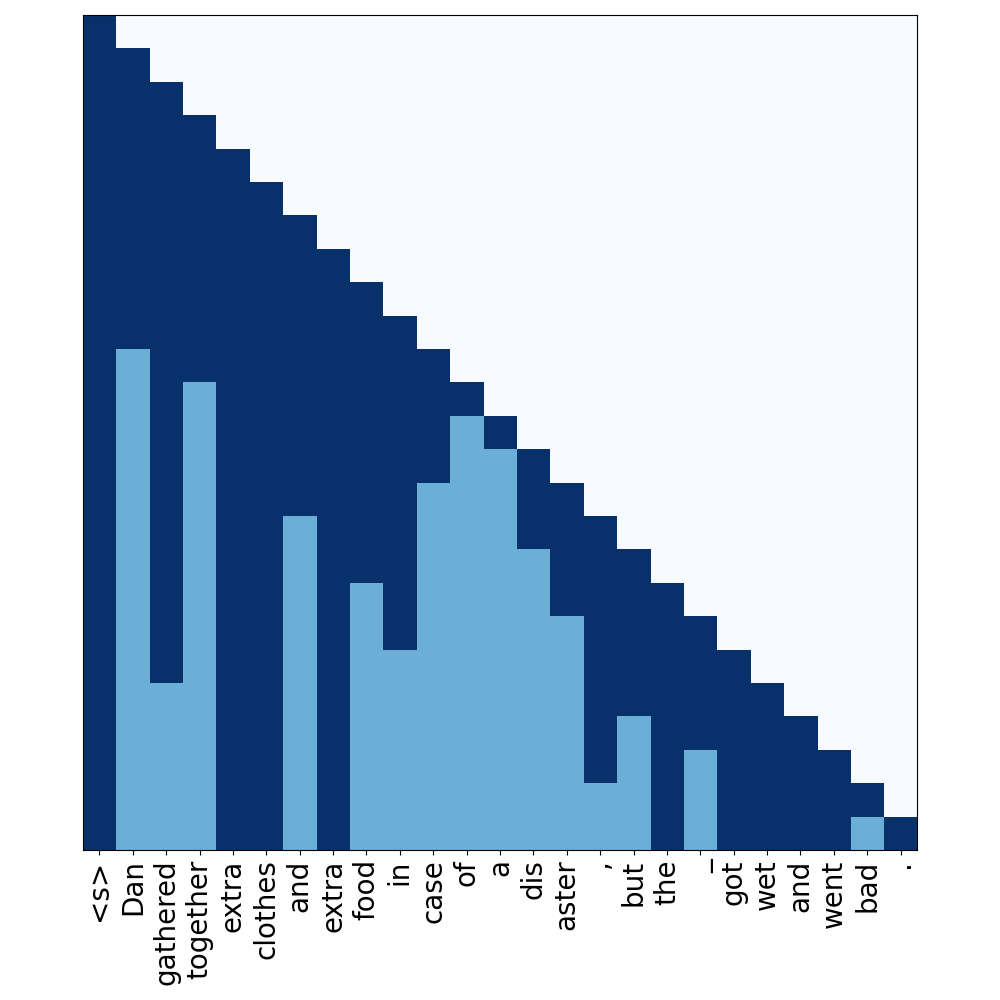 <s>
Dan
gathered
together
extra
clothes
and
extra
food
in
case
of
a
dis
aster
,
but
the
_
got
wet
and
went
bad
.